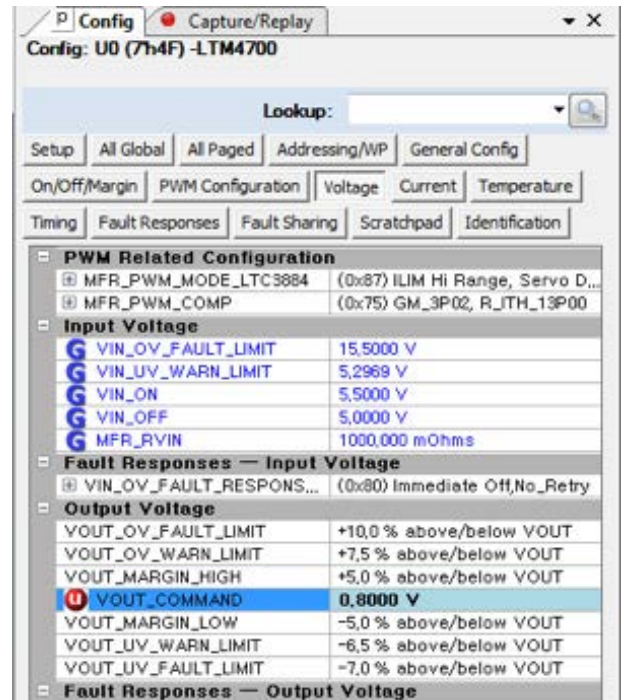 Config Capture/Replay
Config: U0 (7'h4F) -LTM4700
Lookup:
Setup All Global All Paged Addressing/WP General Config
On/Off/Margin PWM Configuration Voltage Current Temperature
Timing Fault Responses Fault Sharing Scratchpad Identification
PWM Related Configuration
MFR_PWM_MODE_LTC3884 (0x87) ILIM Hi Range, Servo D...
MFR_PWM_COMP (0x75) GM_3P02, R_ITH_13P00
Input Voltage
G VIN_OV_FAULT_LIMIT 15,5000 V
G VIN_UV_WARN_LIMIT 5,2969 V
G VIN_ON 5,5000 V
G VIN_OFF 5,0000 V
G MFR_RVIN 1000,000 mOhms
Fault Responses — Input Voltage
VIN_OV_FAULT_RESPONS... (0x80) Immediate Off,No_Retry
Output Voltage
VOUT_OV_FAULT_LIMIT +10,0 % above/below VOUT
VOUT_OV_WARN_LIMIT +7,5 % above/below VOUT
VOUT_MARGIN_HIGH +5,0 % above/below VOUT
u VOUT_COMMAND 0,8000 V
VOUT_MARGIN_LOW -5,0 % above/below VOUT
VOUT_UV_WARN_LIMIT -6,5 % above/below VOUT
VOUT_UV_FAULT_LIMIT -7,0 % above/below VOUT
Fault Responses — Output Voltage